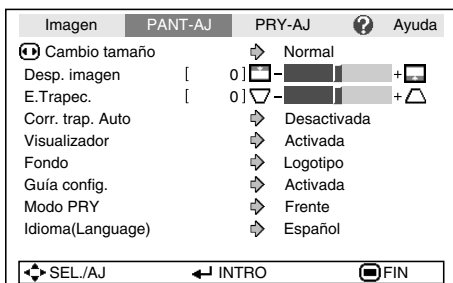 Imagen PANT-AJ PRY-AJ ? Ayuda
Cambio tamaño Normal
Desp. imagen [ 0] - +
E.Trapec. [ 0] - +
Corr. trap. Auto Desactivada
Visualizador Activada
Fondo Logotipo
Guía config. Activada
Modo PRY Frente
Idioma(Language) Español
SEL./AJ INTRO FIN